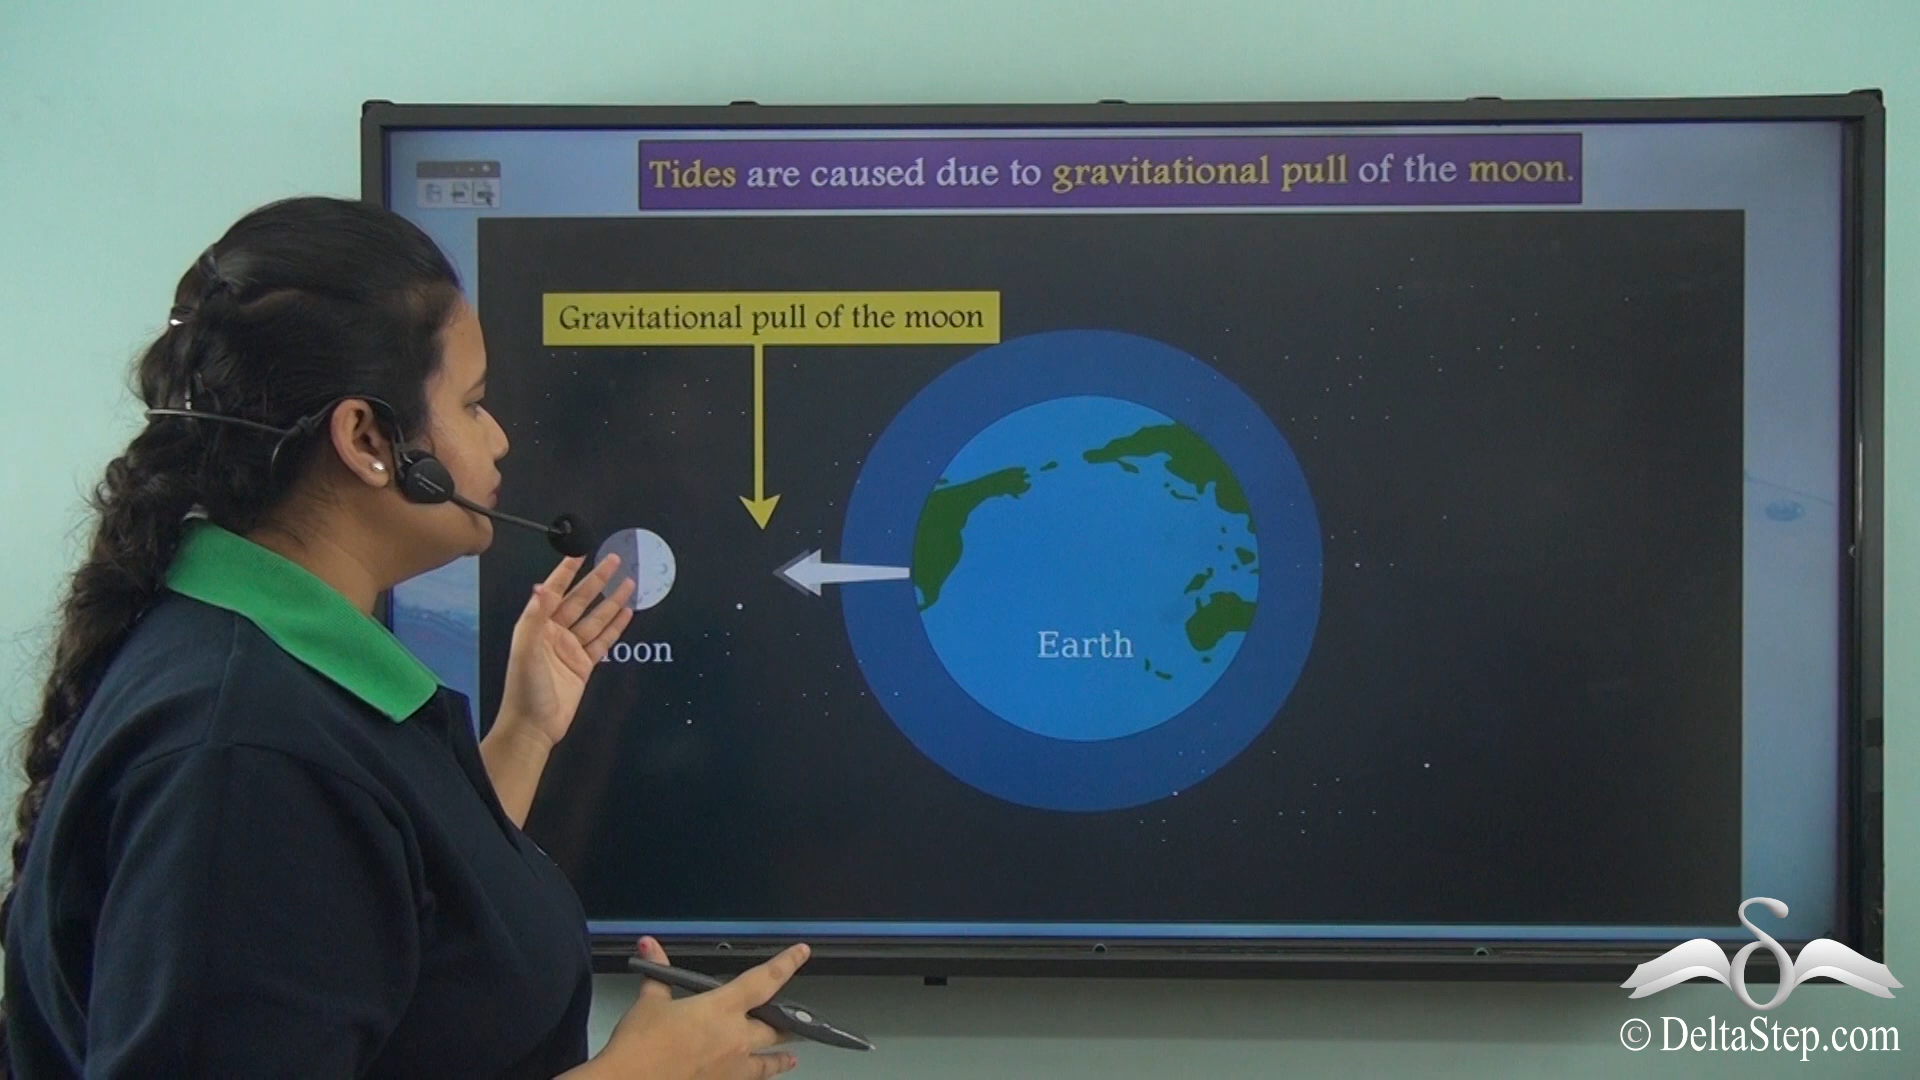 Tides are caused due to gravitational pull of the moon.
Gravitational pull of the moon
Earth
© DeltaStep.com